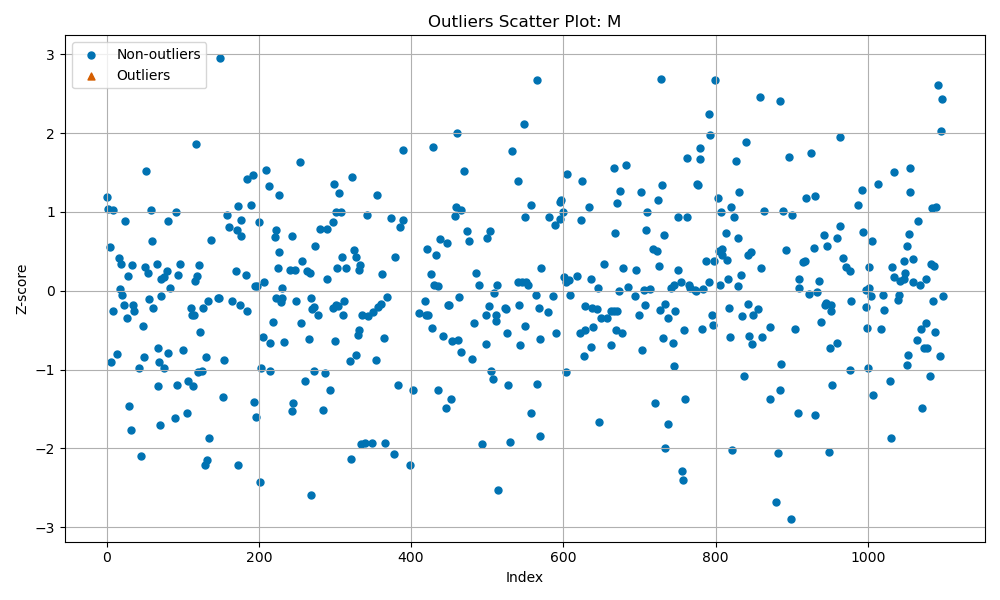 Outliers Scatter Plot: M
Non-outliers
Outliers
Z-score
3
2
1
0
−1
−2
−3
0 200 400 600 800 1000
Index